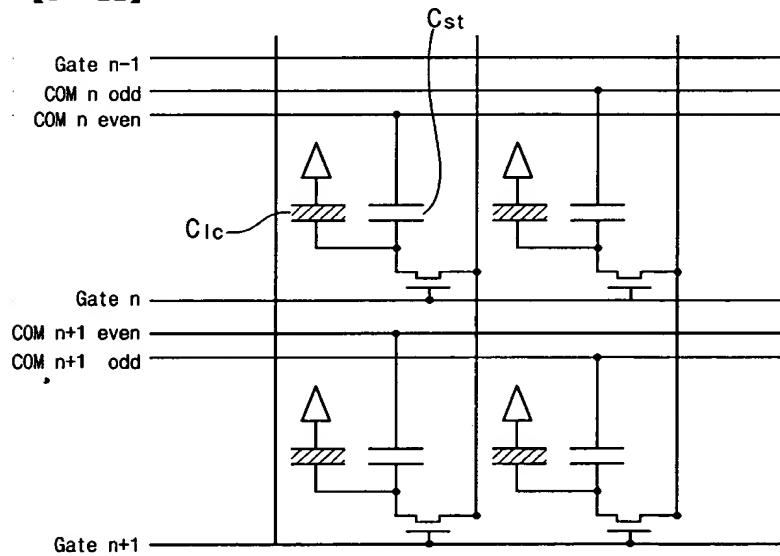 Cst
Gate n-1
COM n odd
COM n even
Clc
Gate n
COM n+1 even
COM n+1 odd
Gate n+1